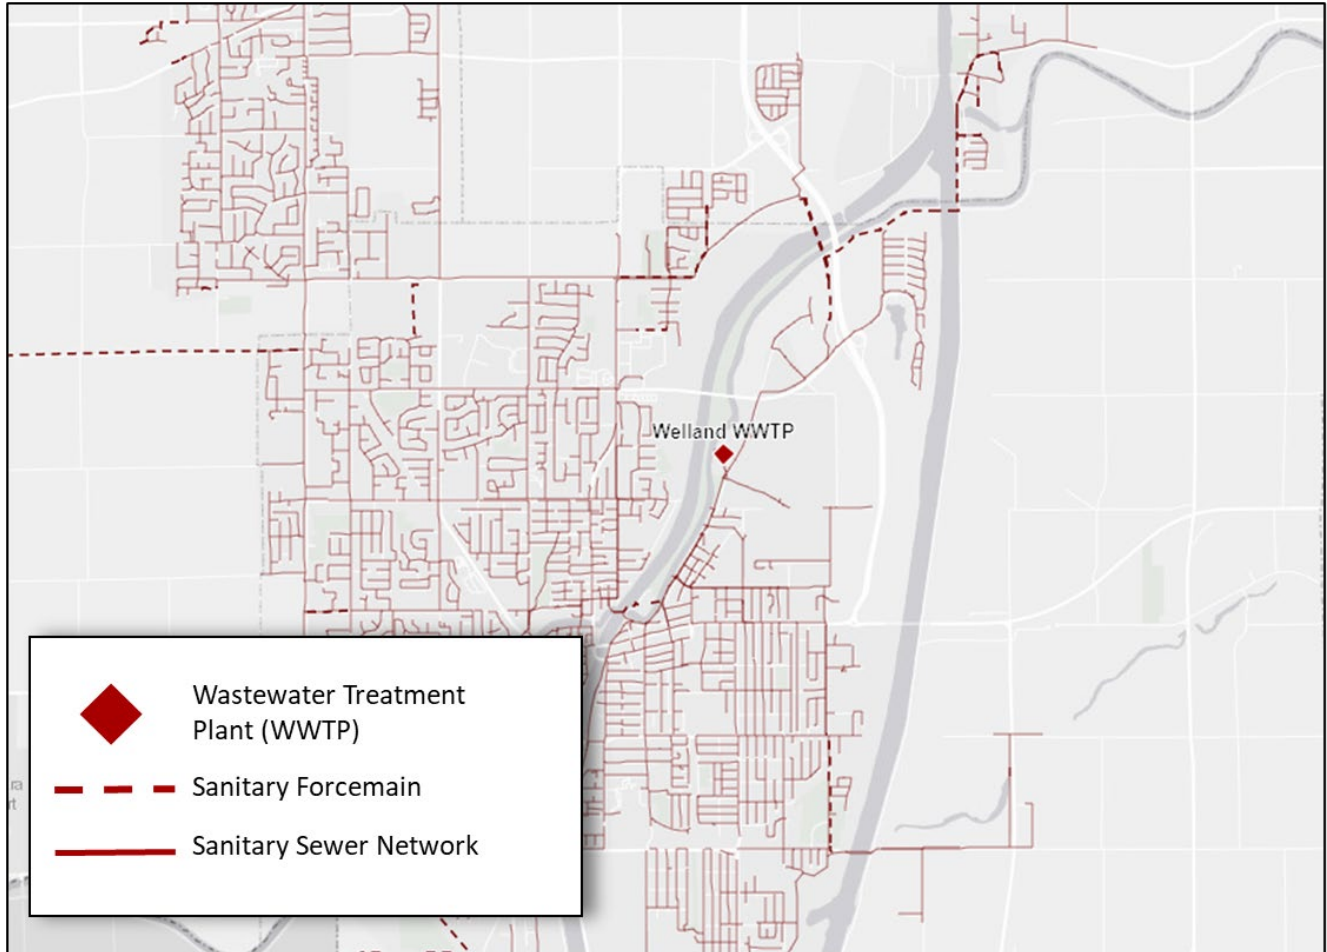 Welland WWTP
Wastewater Treatment
Plant (WWTP)
Sanitary Forcemain
Sanitary Sewer Network